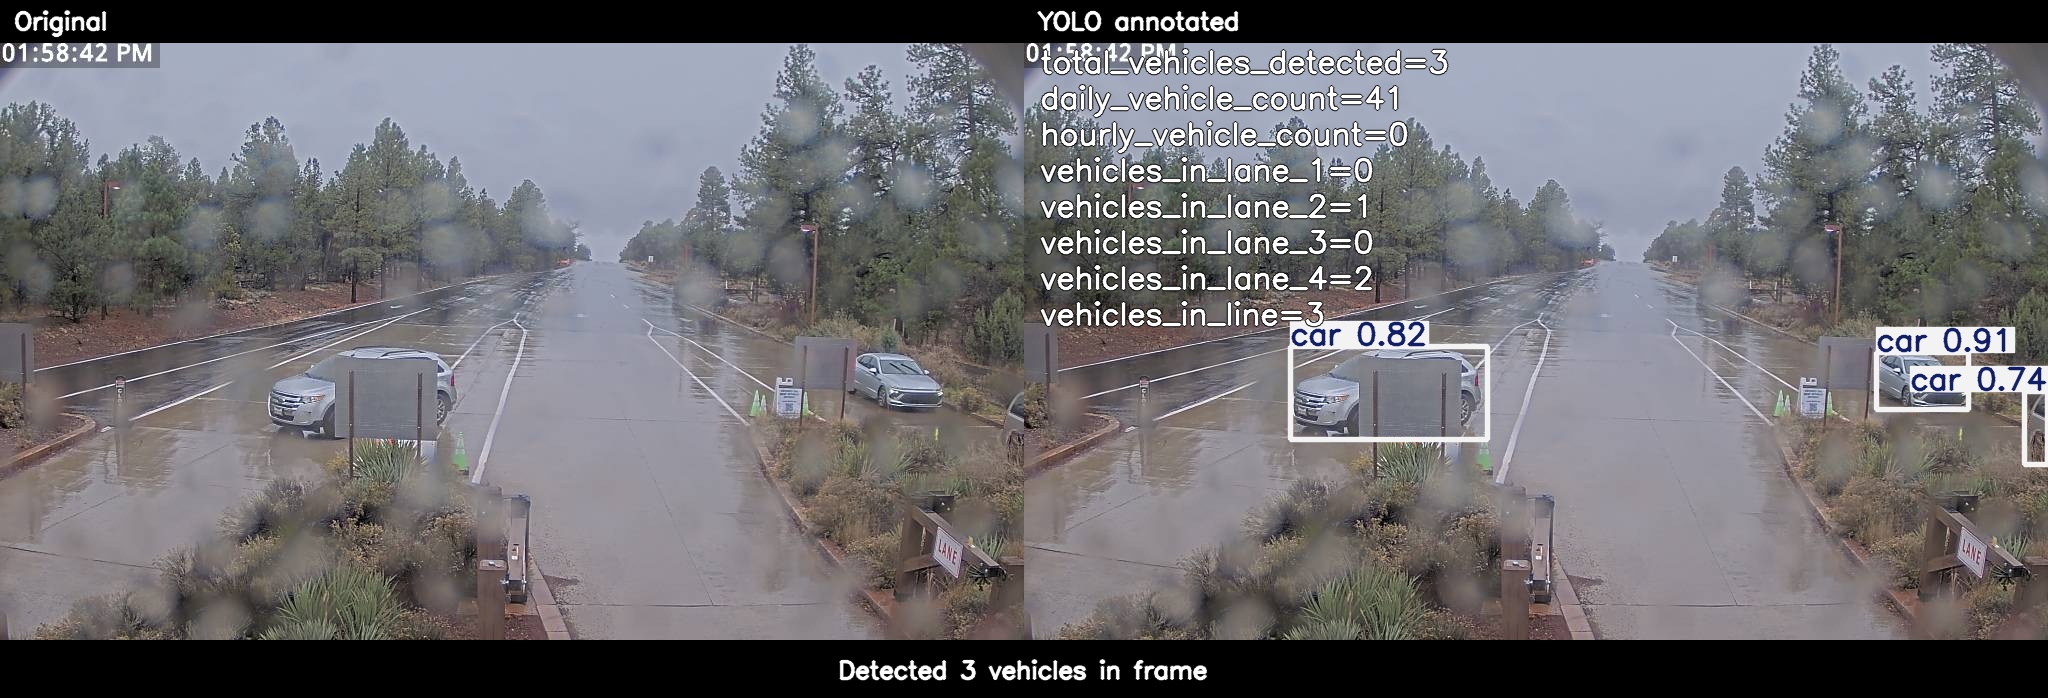 Original
01:58:42 PM
LANE
YOLO annotated
01:58:42 PM
total_vehicles_detected=3
daily_vehicle_count=41
hourly_vehicle_count=0
vehicles_in_lane_1=0
vehicles_in_lane_2=1
vehicles_in_lane_3=0
vehicles_in_lane_4=2
vehicles_in_line=3
car 0.82
car 0.91
car 0.74
LANE
Detected 3 vehicles in frame